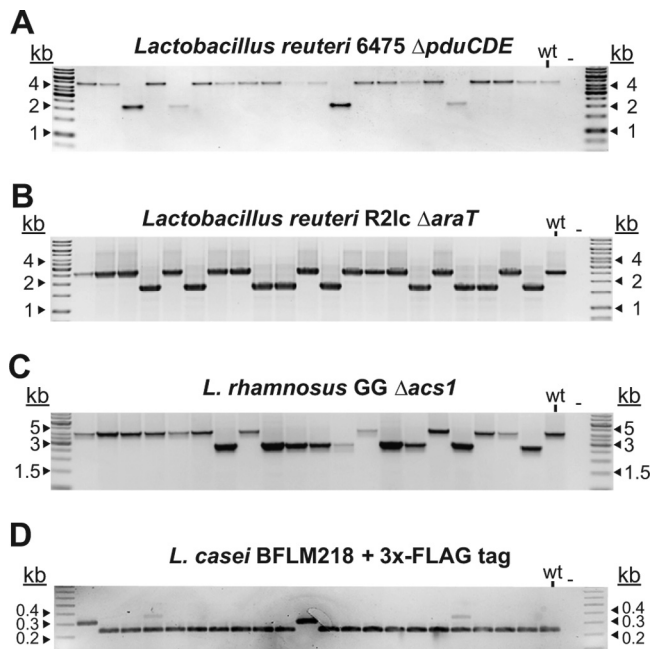 A
Lactobacillus reuteri 6475 ΔpduCDE
kb wt - kb
4 4
2 2
1 1
B
Lactobacillus reuteri R2lc ΔaraT
kb wt - kb
4 4
2 2
1 1
C
L. rhamnosus GG Δacs1
kb wt - kb
5 5
3 3
1.5 1.5
D
L. casei BFLM218 + 3x-FLAG tag
kb wt - kb
0.4 0.4
0.3 0.3
0.2 0.2